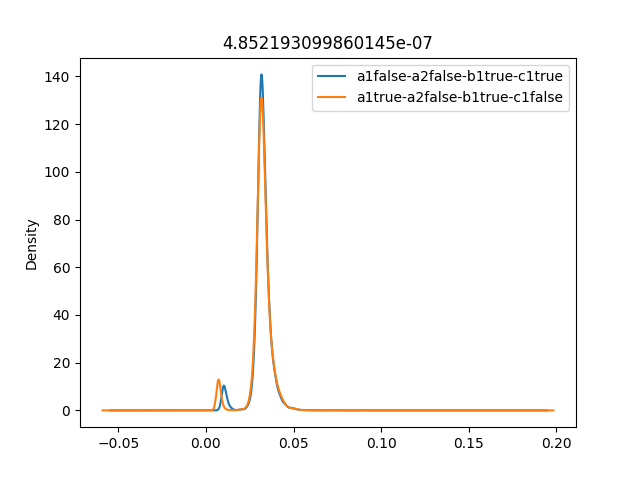 4.852193099860145e-07
a1false-a2false-b1true-c1true
a1true-a2false-b1true-c1false
Density
140
120
100
80
60
40
20
0
−0.05 0.00 0.05 0.10 0.15 0.20